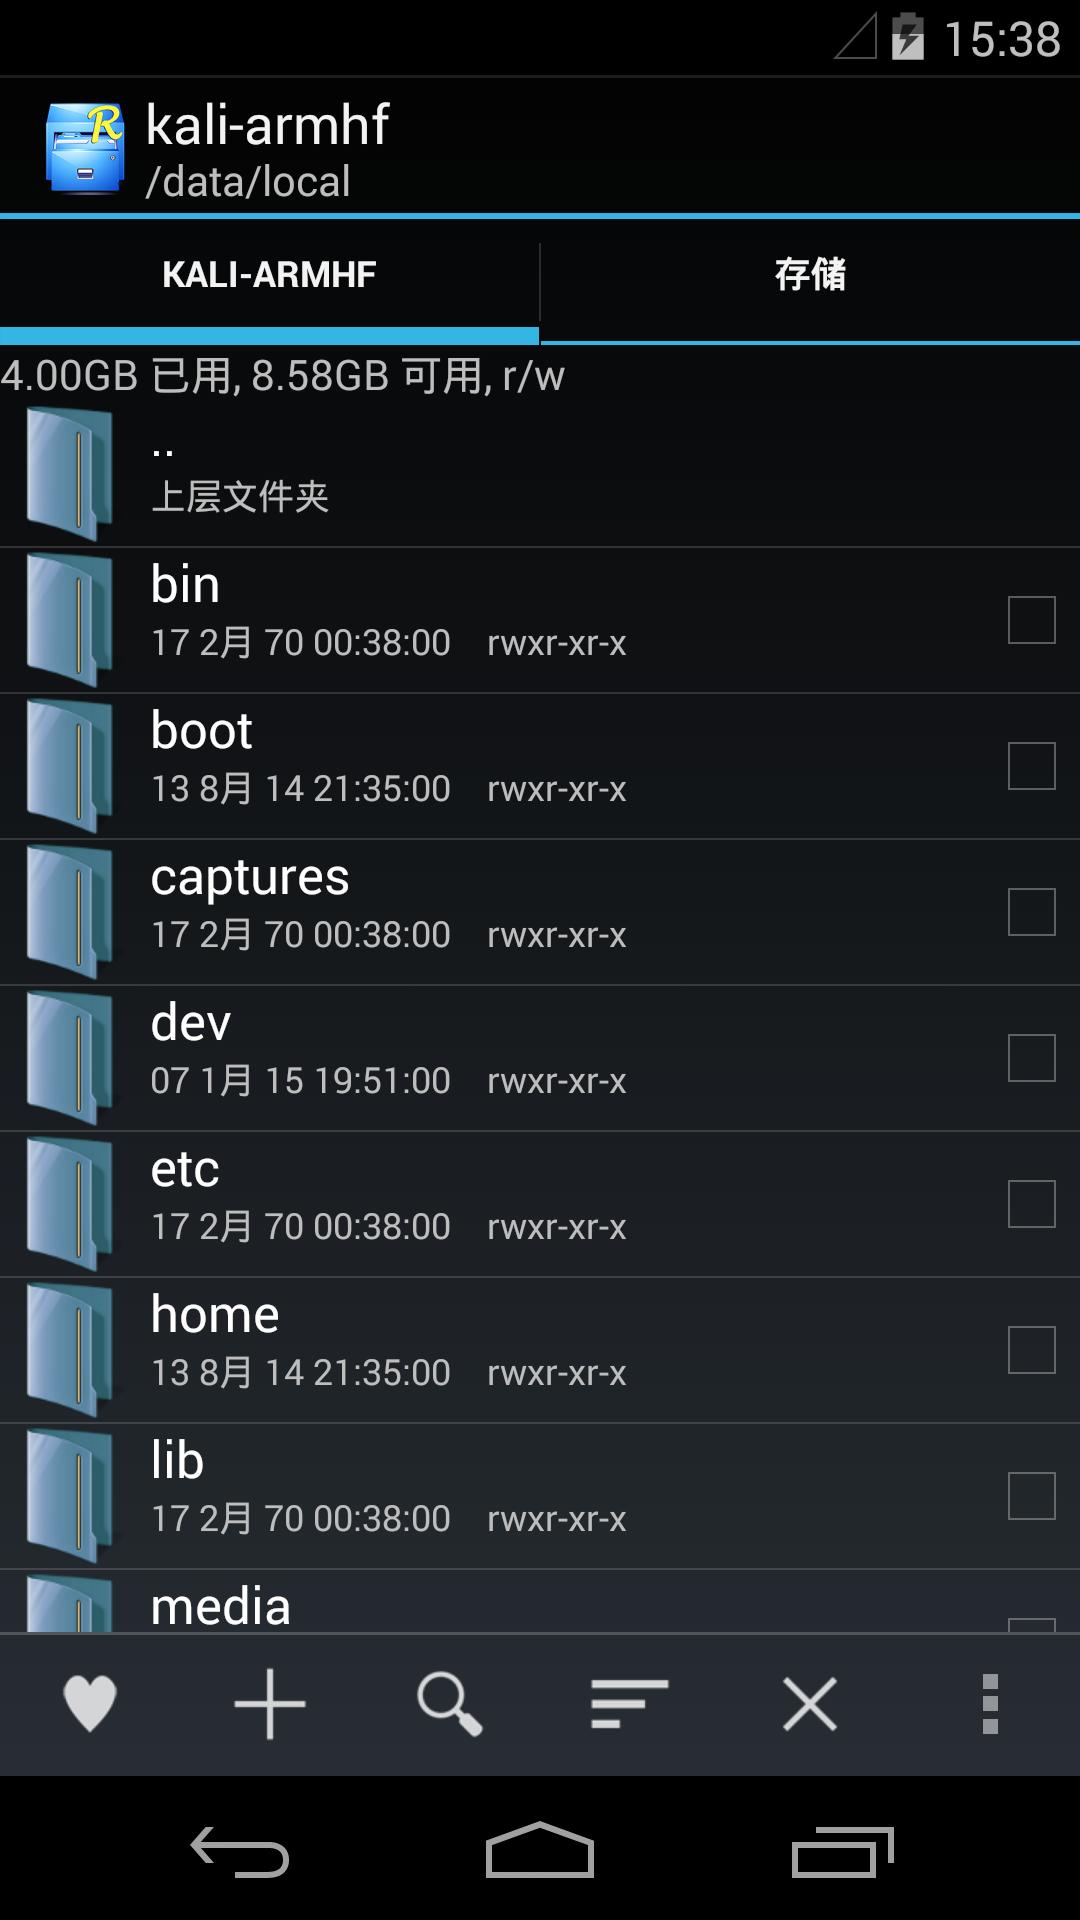 15:38
kali-armhf
/data/local
KALI-ARMHF
存储
4.00GB 已用, 8.58GB 可用, r/w
..
上层文件夹
bin
17 2月 70 00:38:00 rwxr-xr-x
boot
13 8月 14 21:35:00 rwxr-xr-x
captures
17 2月 70 00:38:00 rwxr-xr-x
dev
07 1月 15 19:51:00 rwxr-xr-x
etc
17 2月 70 00:38:00 rwxr-xr-x
home
13 8月 14 21:35:00 rwxr-xr-x
lib
17 2月 70 00:38:00 rwxr-xr-x
media